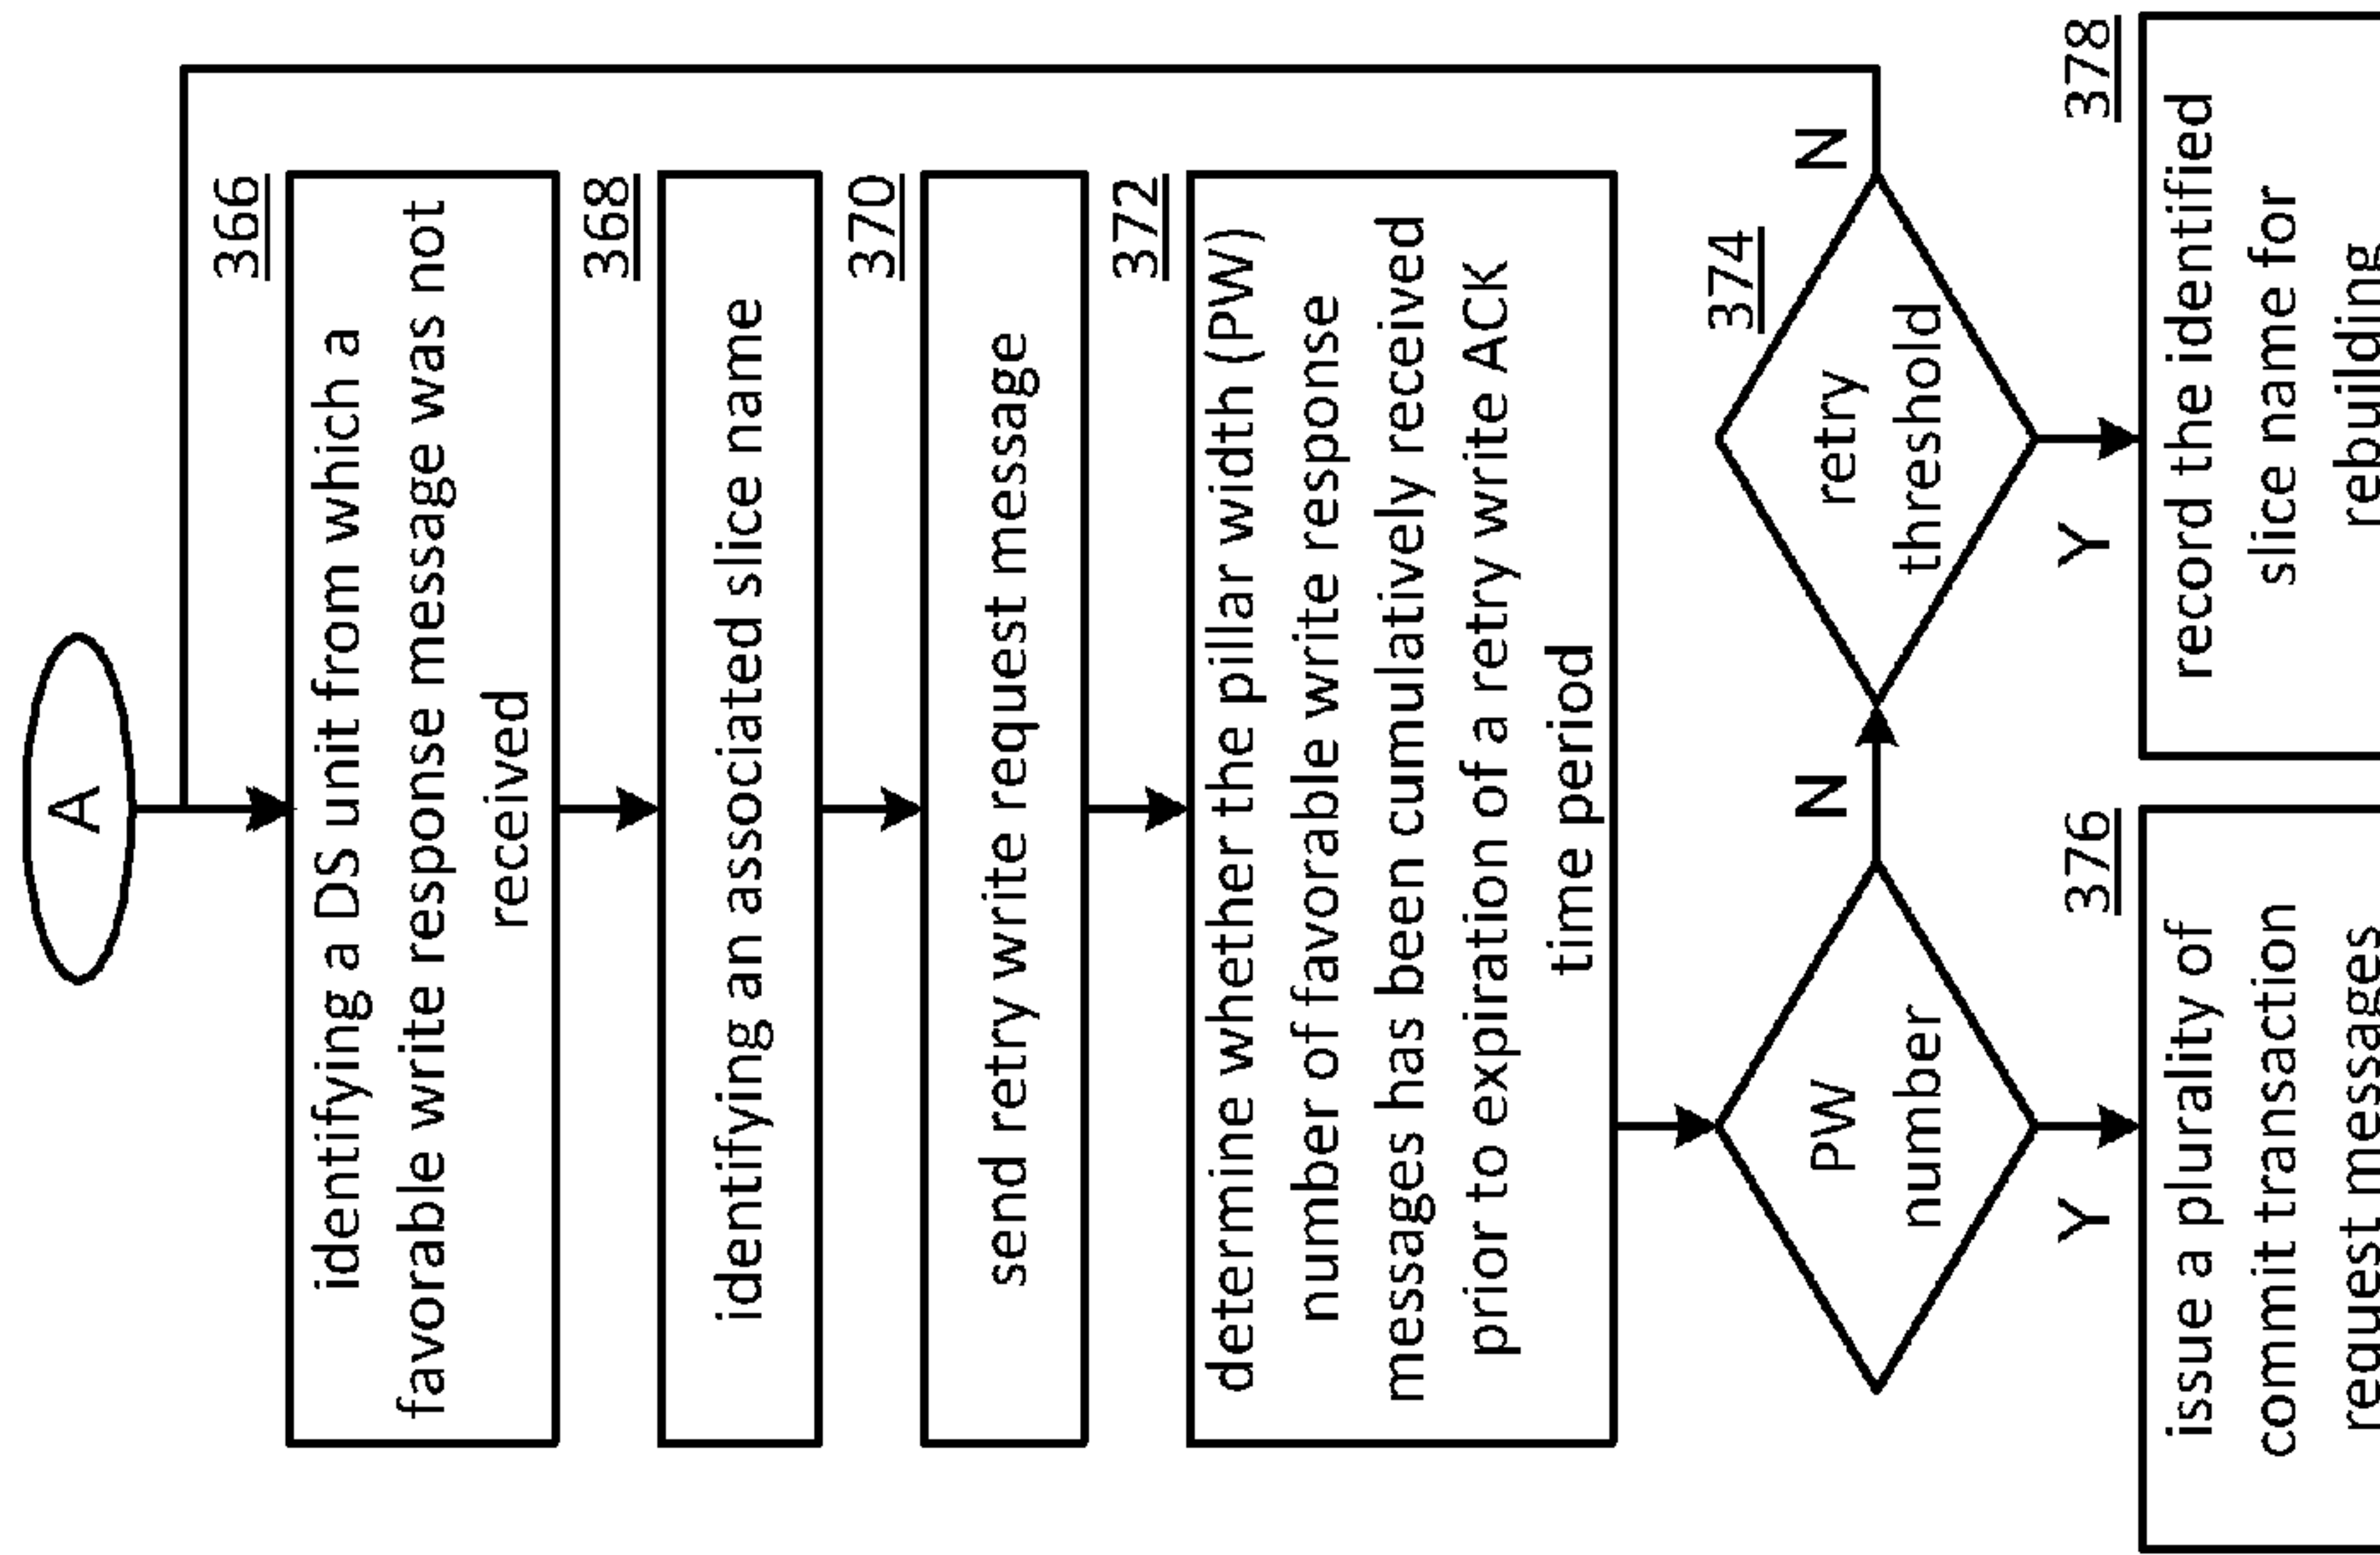 A
366
identifying a DS unit from which a
favorable write response message was not
received
368
identifying an associated slice name
370
send retry write request message
372
determine whether the pillar width (PW)
number of favorable write response
messages has been cumulatively received
prior to expiration of a retry write ACK
time period
PW
number
N
Y
374
retry
threshold
N
Y
376
issue a plurality of
commit transaction
request messages
378
record the identified
slice name for
rebuilding